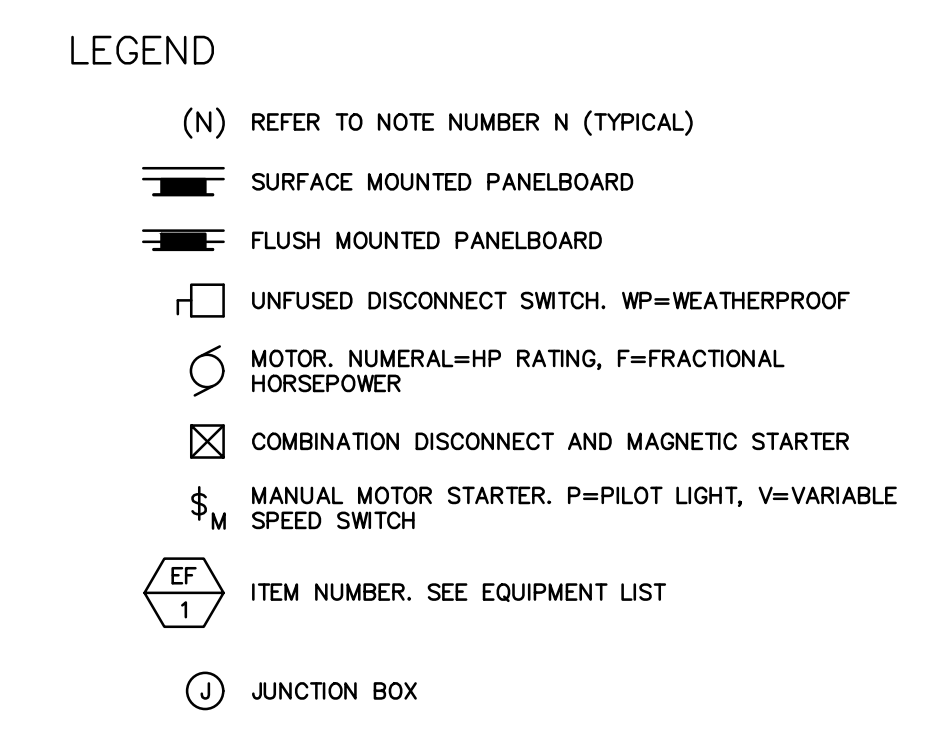 LEGEND
(N) REFER TO NOTE NUMBER N (TYPICAL)
SURFACE MOUNTED PANELBOARD
FLUSH MOUNTED PANELBOARD
UNFUSED DISCONNECT SWITCH. WP=WEATHERPROOF
MOTOR. NUMERAL=HP RATING, F=FRACTIONAL
HORSEPOWER
COMBINATION DISCONNECT AND MAGNETIC STARTER
$M MANUAL MOTOR STARTER. P=PILOT LIGHT, V=VARIABLE
SPEED SWITCH
EF
1
ITEM NUMBER. SEE EQUIPMENT LIST
J JUNCTION BOX